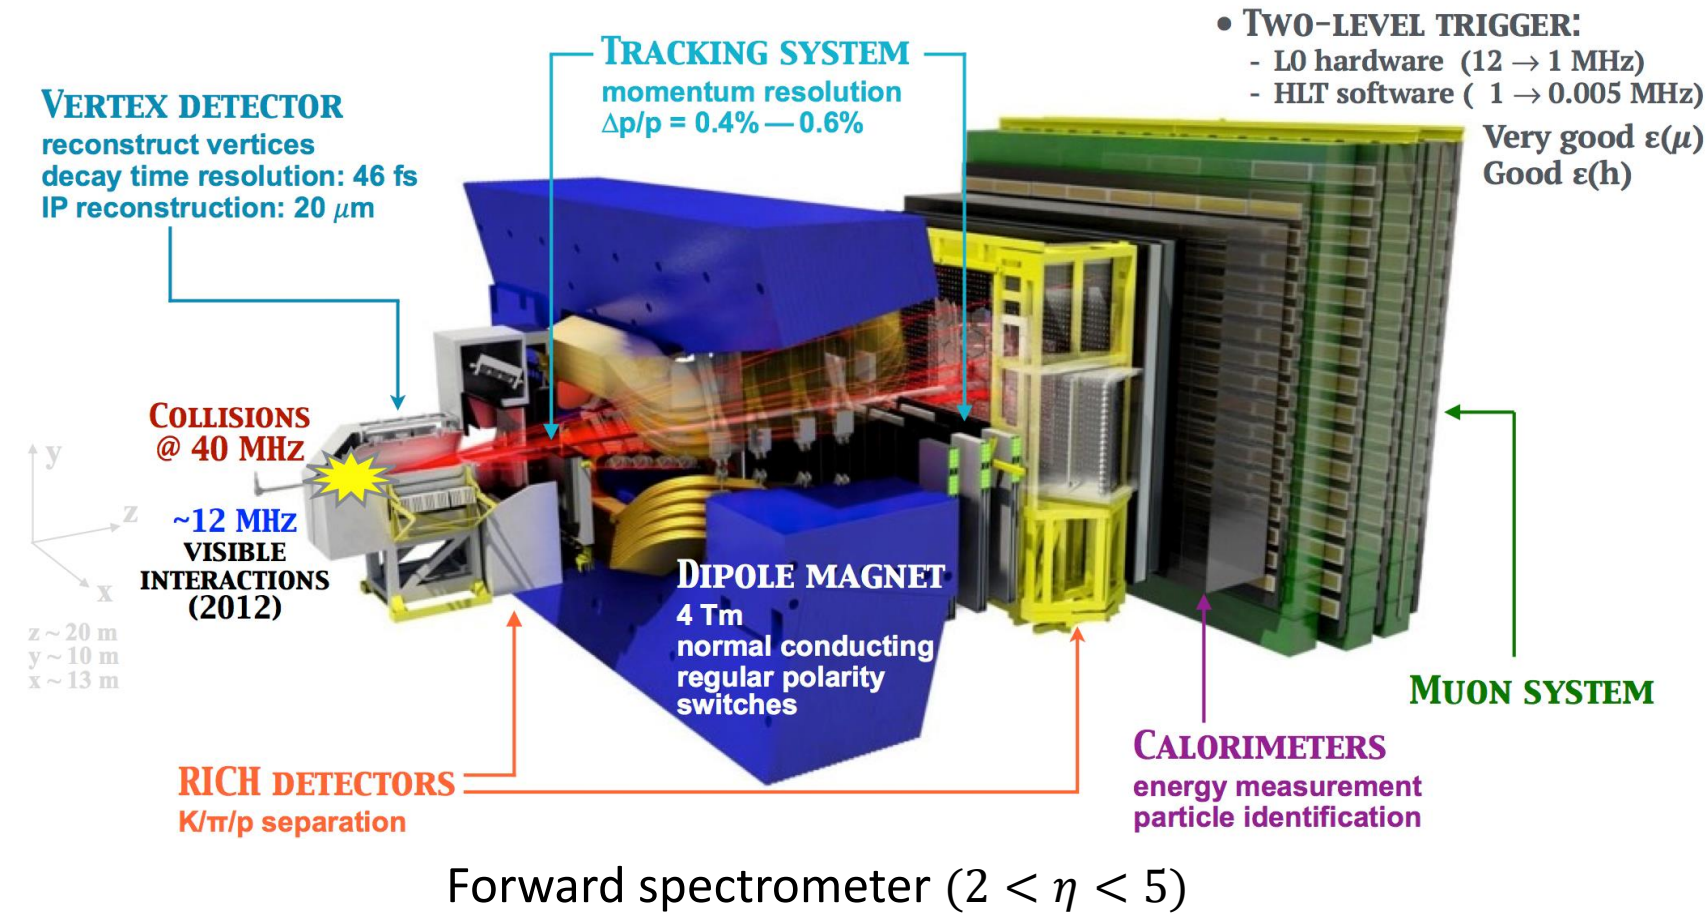 • TWO-LEVEL TRIGGER:
- L0 hardware (12 → 1 MHz)
- HLT software ( 1 → 0.005 MHz)
Very good ε(μ)
Good ε(h)
TRACKING SYSTEM
momentum resolution
Δp/p = 0.4% — 0.6%
VERTEX DETECTOR
reconstruct vertices
decay time resolution: 46 fs
IP reconstruction: 20 μm
COLLISIONS
@ 40 MHz
~12 MHz
VISIBLE
INTERACTIONS
(2012)
y
z
x
z ~ 20 m
y ~ 10 m
x ~ 13 m
DIPOLE MAGNET
4 Tm
normal conducting
regular polarity
switches
MUON SYSTEM
CALORIMETERS
energy measurement
particle identification
RICH DETECTORS
K/π/p separation
Forward spectrometer (2 < η < 5)